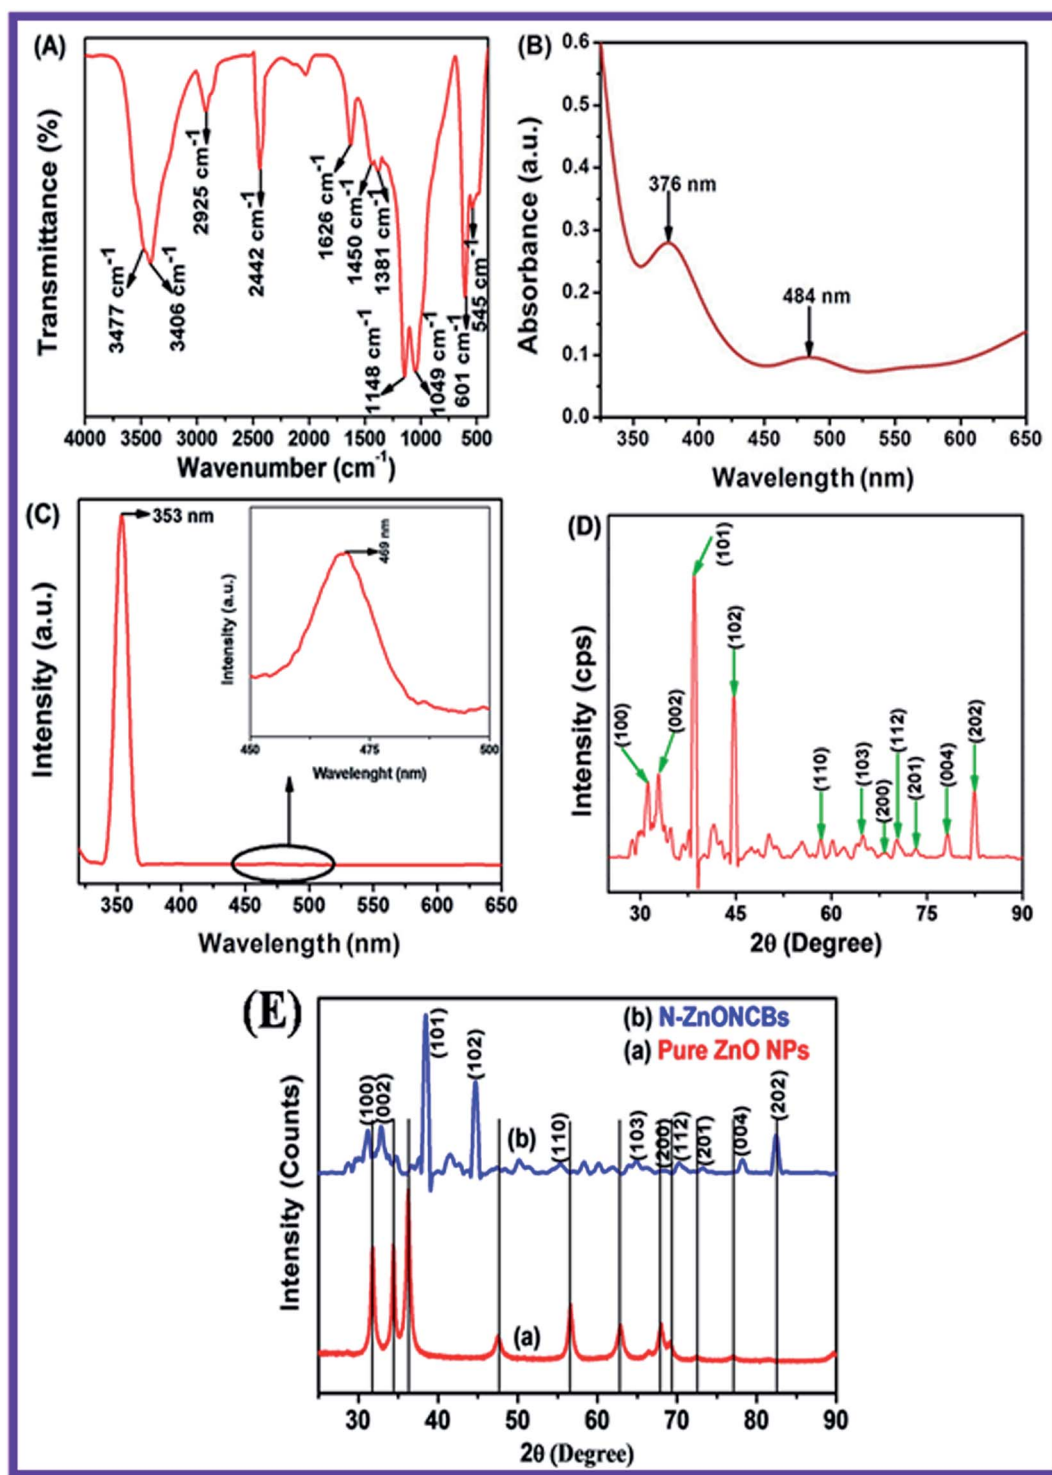 (A)
Transmittance (%)
3477 cm-1
3406 cm-1
2925 cm-1
2442 cm-1
1626 cm-1
1450 cm-1
1381 cm-1
1148 cm-1
1049 cm-1
601 cm-1
545 cm-1
4000 3500 3000 2500 2000 1500 1000 500
Wavenumber (cm-1)
(B)
Absorbance (a.u.)
0.6
0.5
0.4
0.3
0.2
0.1
0.0
376 nm
484 nm
350 400 450 500 550 600 650
Wavelength (nm)
(C)
Intensity (a.u.)
353 nm
Intensity (a.u.)
469 nm
450 475 500
Wavelenght (nm)
350 400 450 500 550 600 650
Wavelength (nm)
(D)
Intensity (cps)
(100)
(002)
(101)
(102)
(110)
(103)
(200)
(112)
(201)
(004)
(202)
30 45 60 75 90
2θ (Degree)
(E)
Intensity (Counts)
(b) N-ZnONCBs
(a) Pure ZnO NPs
(100)
(002)
(101)
(102)
(b)
(110)
(103)
(200)
(112)
(201)
(004)
(202)
(a)
30 40 50 60 70 80 90
2θ (Degree)